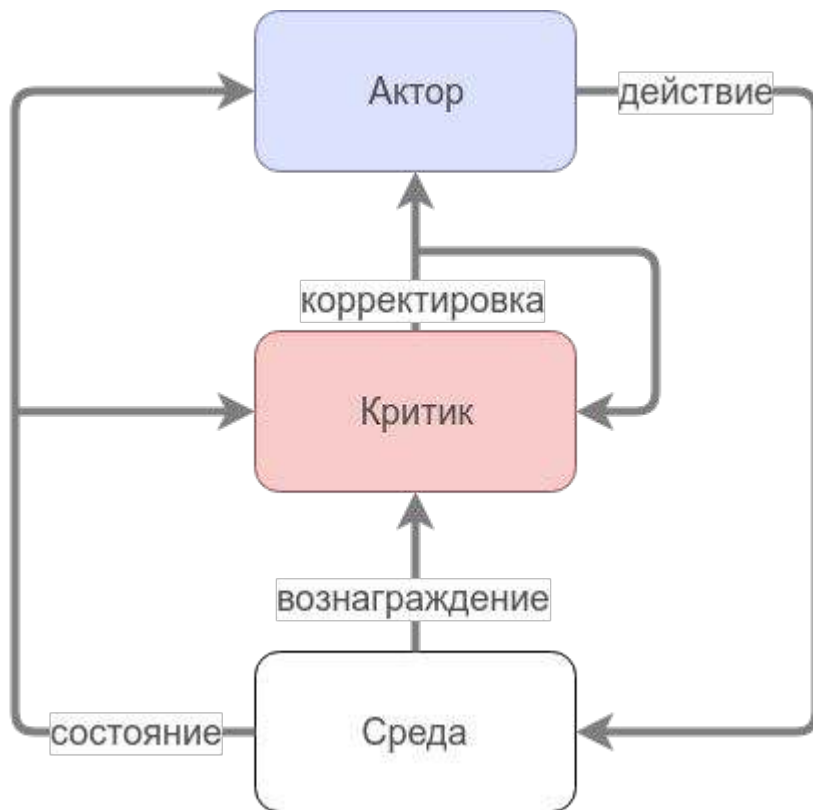 Актор
действие
корректировка
Критик
вознаграждение
состояние
Среда